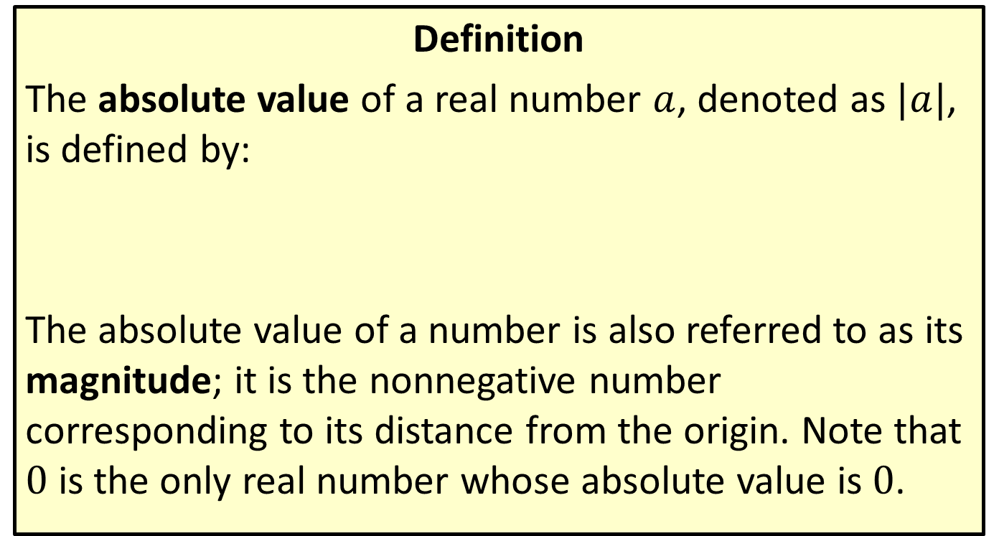 Definition
The absolute value of a real number a, denoted as |a|,
is defined by:
The absolute value of a number is also referred to as its
magnitude; it is the nonnegative number
corresponding to its distance from the origin. Note that
0 is the only real number whose absolute value is 0.